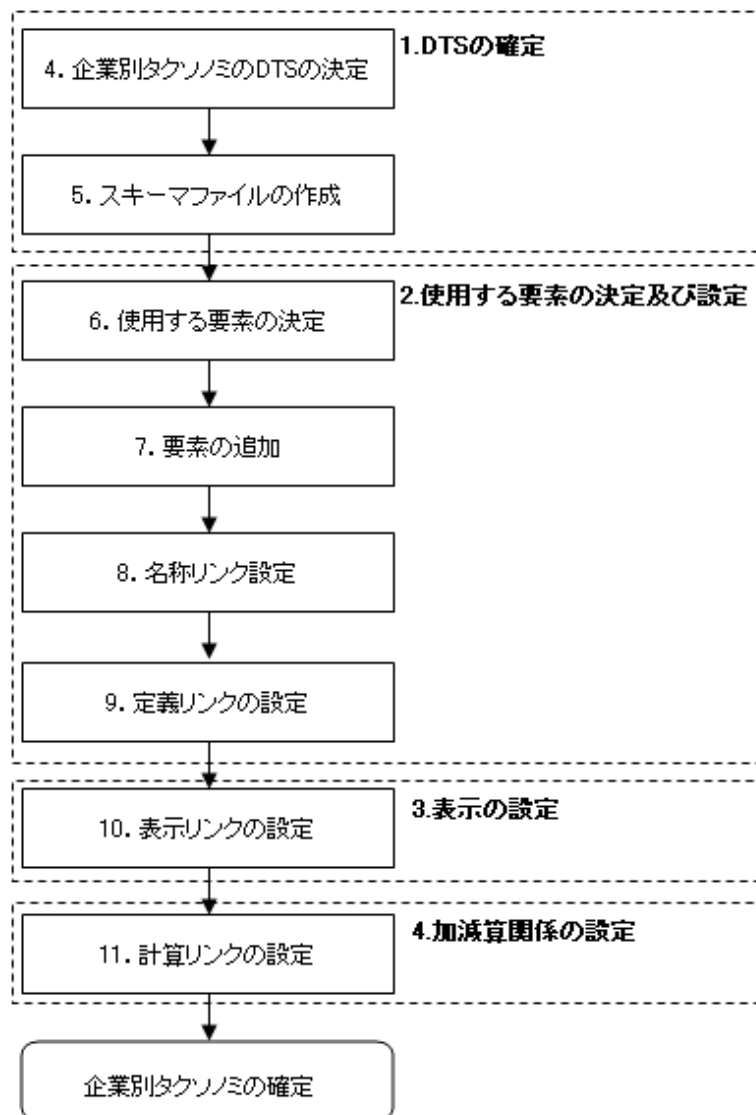 1.DTSの確定
4. 企業別タクソノミのDTSの決定
5. スキーマファイルの作成
2.使用する要素の決定及び設定
6. 使用する要素の決定
7. 要素の追加
8. 名称リンク設定
9. 定義リンクの設定
3.表示の設定
10. 表示リンクの設定
4.加減算関係の設定
11. 計算リンクの設定
企業別タクソノミの確定